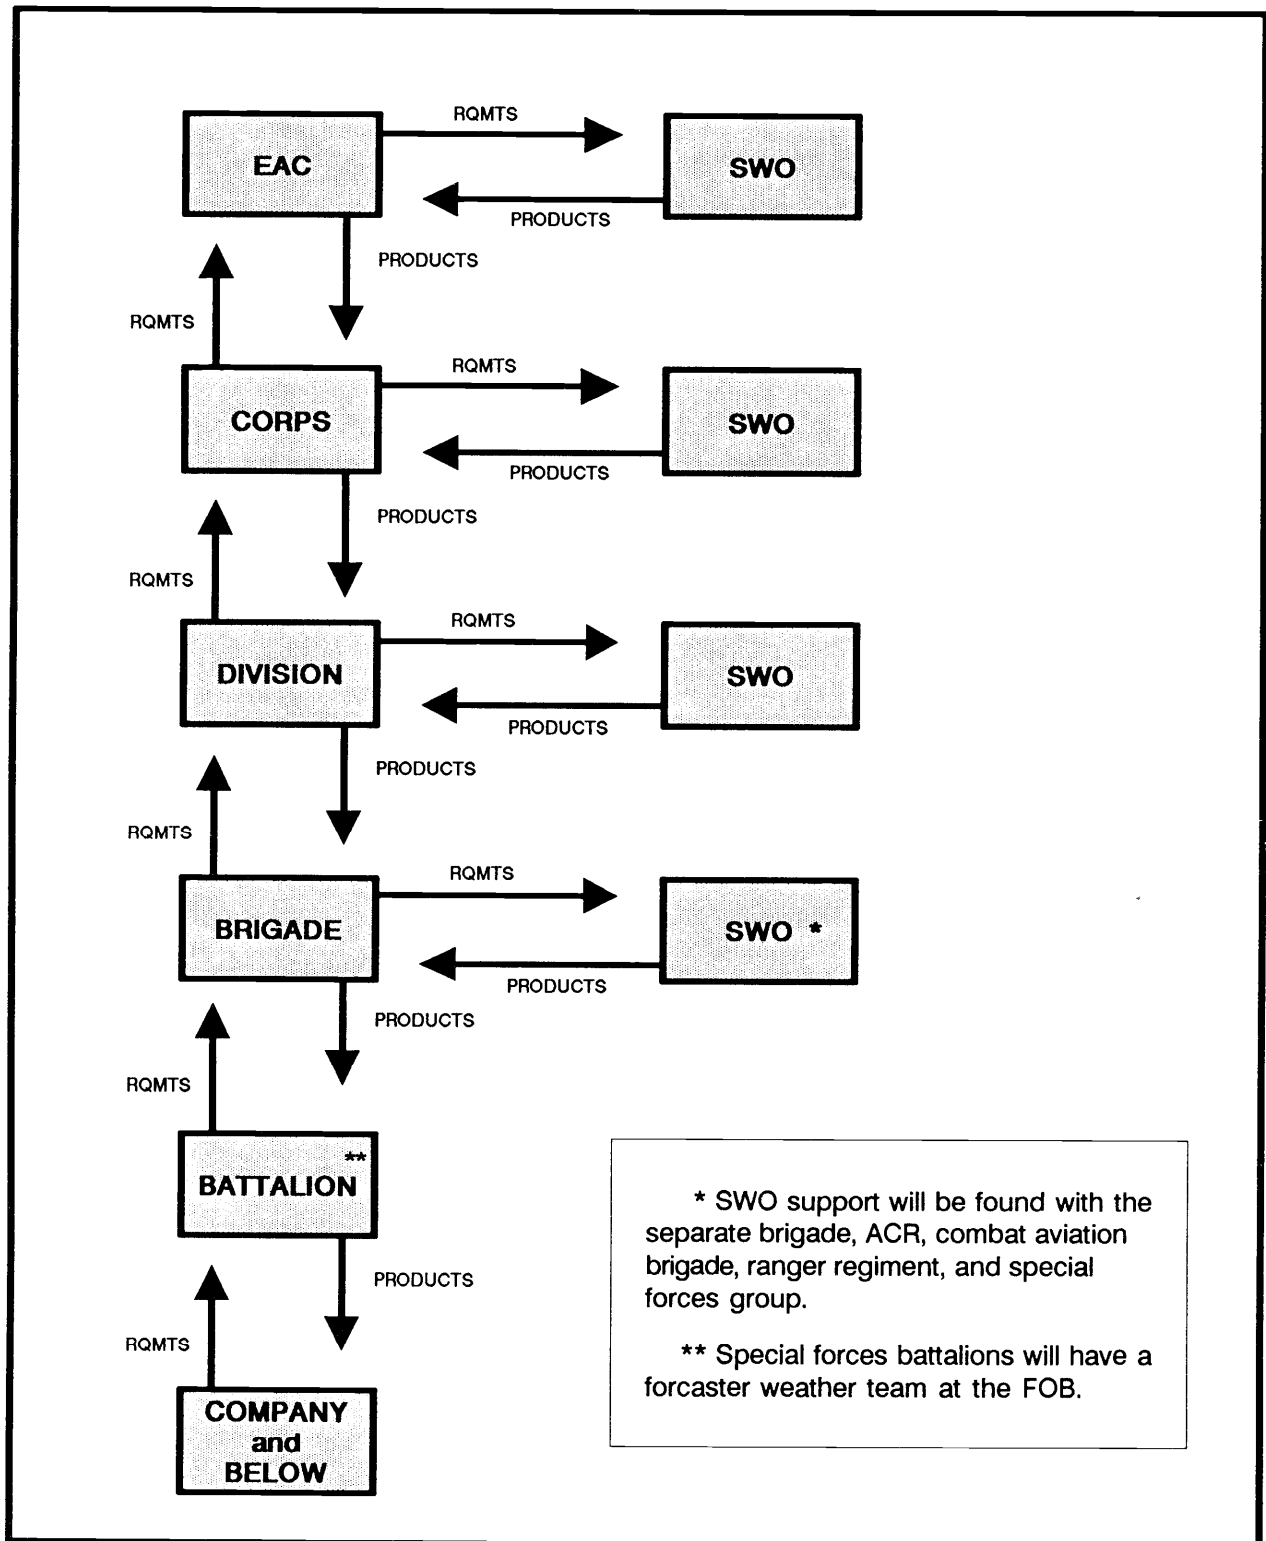 RQMTS
EAC
SWO
PRODUCTS
PRODUCTS
RQMTS
RQMTS
CORPS
SWO
PRODUCTS
PRODUCTS
RQMTS
RQMTS
DIVISION
SWO
PRODUCTS
PRODUCTS
RQMTS
RQMTS
BRIGADE
SWO *
PRODUCTS
PRODUCTS
RQMTS
**
BATTALION
PRODUCTS
RQMTS
COMPANY
and
BELOW
* SWO support will be found with the
separate brigade, ACR, combat aviation
brigade, ranger regiment, and special
forces group.
** Special forces battalions will have a
forcaster weather team at the FOB.